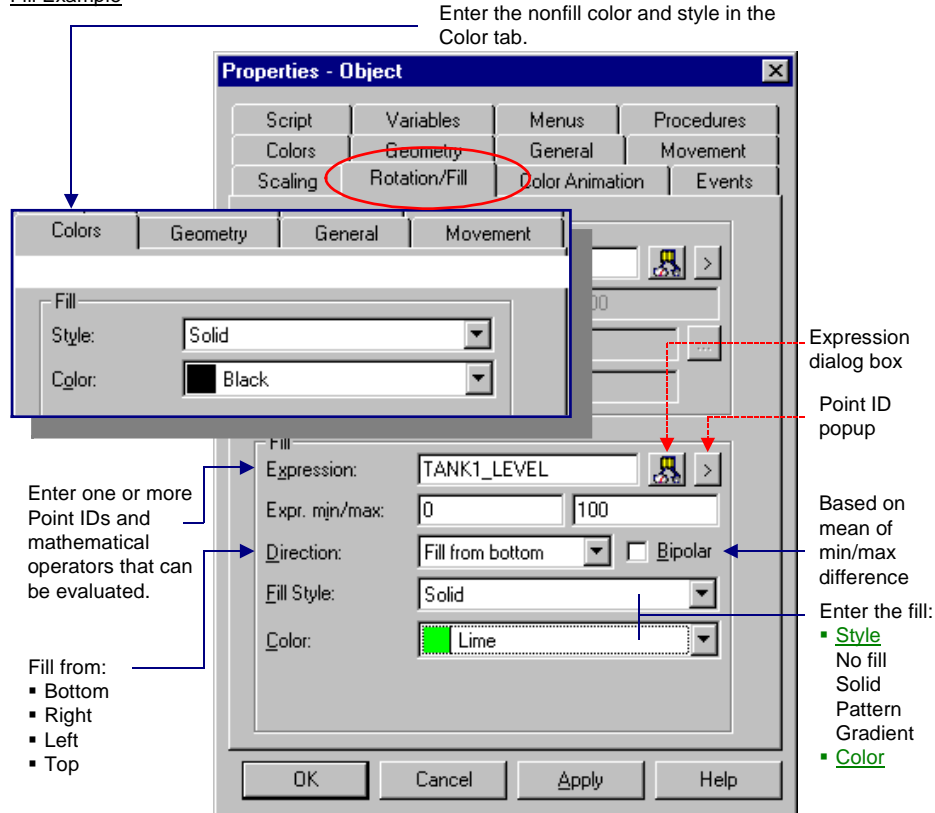 Fill Example
Enter the nonfill color and style in the
Color tab.
Properties - Object
Script Variables Menus Procedures
Colors Geometry General Movement
Scaling Rotation/Fill Color Animation Events
Colors Geometry General Movement
>
Fill
Style: Solid
Color: Black
...
Expression
dialog box
Point ID
popup
Fill
Expression: TANK1_LEVEL >
Expr. min/max: 0 100
Direction: Fill from bottom Bipolar
Fill Style: Solid
Color: Lime
Enter one or more
Point IDs and
mathematical
operators that can
be evaluated.
Based on
mean of
min/max
difference
Fill from:
▪ Bottom
▪ Right
▪ Left
▪ Top
Enter the fill:
▪ Style
No fill
Solid
Pattern
Gradient
▪ Color
OK Cancel Apply Help